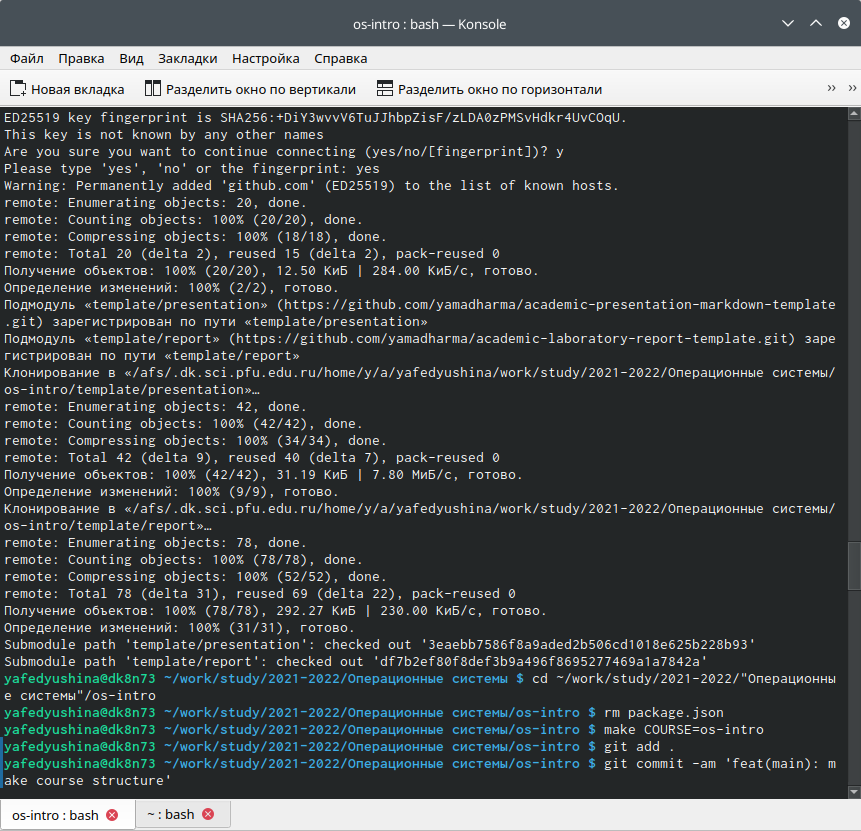 os-intro : bash — Konsole
Файл Правка Вид Закладки Настройка Справка
Новая вкладка Разделить окно по вертикали Разделить окно по горизонтали
ED25519 key fingerprint is SHA256:+DiY3wvvV6TuJJhbpZisF/zLDA0zPMSvHdkr4UvCOqU.
This key is not known by any other names
Are you sure you want to continue connecting (yes/no/[fingerprint])? y
Please type 'yes', 'no' or the fingerprint: yes
Warning: Permanently added 'github.com' (ED25519) to the list of known hosts.
remote: Enumerating objects: 20, done.
remote: Counting objects: 100% (20/20), done.
remote: Compressing objects: 100% (18/18), done.
remote: Total 20 (delta 2), reused 15 (delta 2), pack-reused 0
Получение объектов: 100% (20/20), 12.50 КиБ | 284.00 КиБ/с, готово.
Определение изменений: 100% (2/2), готово.
Подмодуль «template/presentation» (https://github.com/yamadharma/academic-presentation-markdown-template
.git) зарегистрирован по пути «template/presentation»
Подмодуль «template/report» (https://github.com/yamadharma/academic-laboratory-report-template.git) заре
гистрирован по пути «template/report»
Клонирование в «/afs/.dk.sci.pfu.edu.ru/home/y/a/yafedyushina/work/study/2021-2022/Операционные системы/
os-intro/template/presentation»…
remote: Enumerating objects: 42, done.
remote: Counting objects: 100% (42/42), done.
remote: Compressing objects: 100% (34/34), done.
remote: Total 42 (delta 9), reused 40 (delta 7), pack-reused 0
Получение объектов: 100% (42/42), 31.19 КиБ | 7.80 МиБ/с, готово.
Определение изменений: 100% (9/9), готово.
Клонирование в «/afs/.dk.sci.pfu.edu.ru/home/y/a/yafedyushina/work/study/2021-2022/Операционные системы/
os-intro/template/report»…
remote: Enumerating objects: 78, done.
remote: Counting objects: 100% (78/78), done.
remote: Compressing objects: 100% (52/52), done.
remote: Total 78 (delta 31), reused 69 (delta 22), pack-reused 0
Получение объектов: 100% (78/78), 292.27 КиБ | 230.00 КиБ/с, готово.
Определение изменений: 100% (31/31), готово.
Submodule path 'template/presentation': checked out '3eaebb7586f8a9aded2b506cd1018e625b228b93'
Submodule path 'template/report': checked out 'df7b2ef80f8def3b9a496f8695277469a1a7842a'
yafedyushina@dk8n73 ~/work/study/2021-2022/Операционные системы $ cd ~/work/study/2021-2022/"Операционны
е системы"/os-intro
yafedyushina@dk8n73 ~/work/study/2021-2022/Операционные системы/os-intro $ rm package.json
yafedyushina@dk8n73 ~/work/study/2021-2022/Операционные системы/os-intro $ make COURSE=os-intro
yafedyushina@dk8n73 ~/work/study/2021-2022/Операционные системы/os-intro $ git add .
yafedyushina@dk8n73 ~/work/study/2021-2022/Операционные системы/os-intro $ git commit -am 'feat(main): m
ake course structure'
os-intro : bash ~ : bash